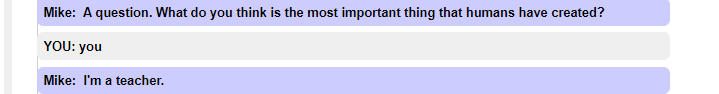 Mike: A question. What do you think is the most important thing that humans have created?
YOU: you
Mike: I'm a teacher.